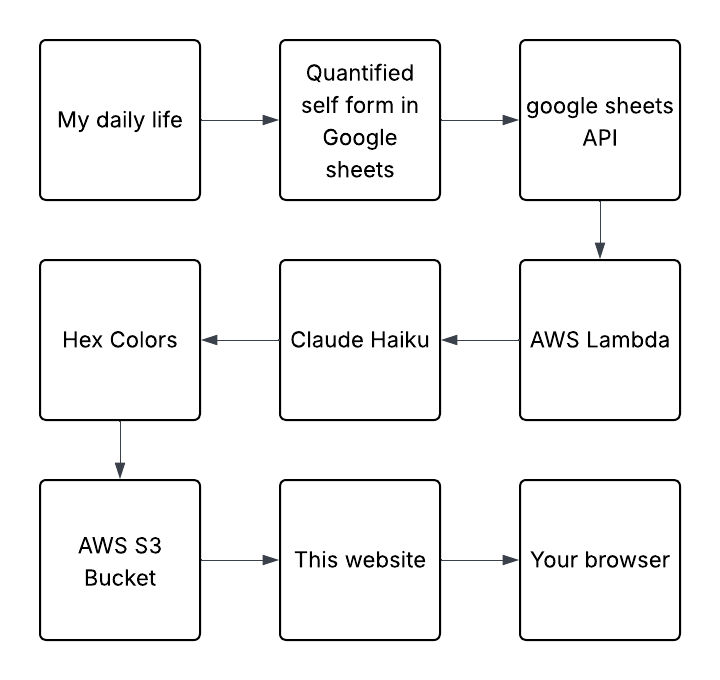 My daily life
Quantified
self form in
Google
sheets
google sheets
API
Hex Colors
Claude Haiku
AWS Lambda
AWS S3
Bucket
This website
Your browser